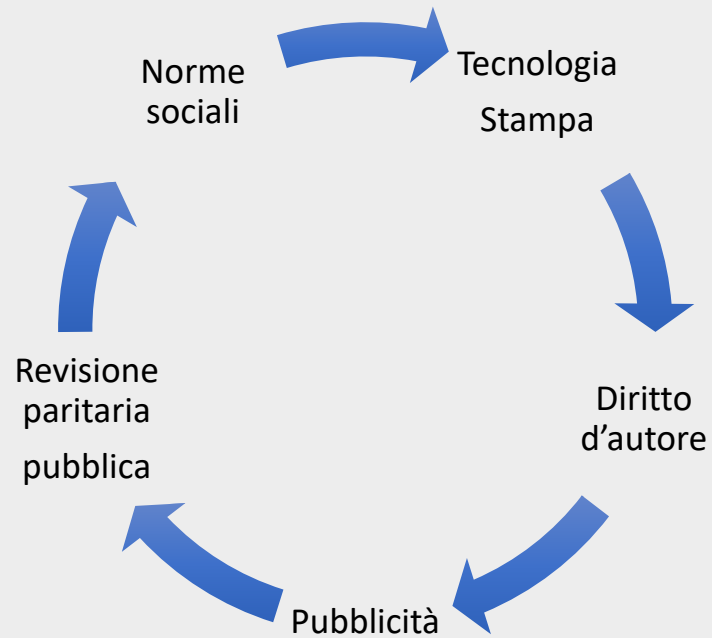 Norme
sociali
Tecnologia
Stampa
Diritto
d’autore
Pubblicità
Revisione
paritaria
pubblica